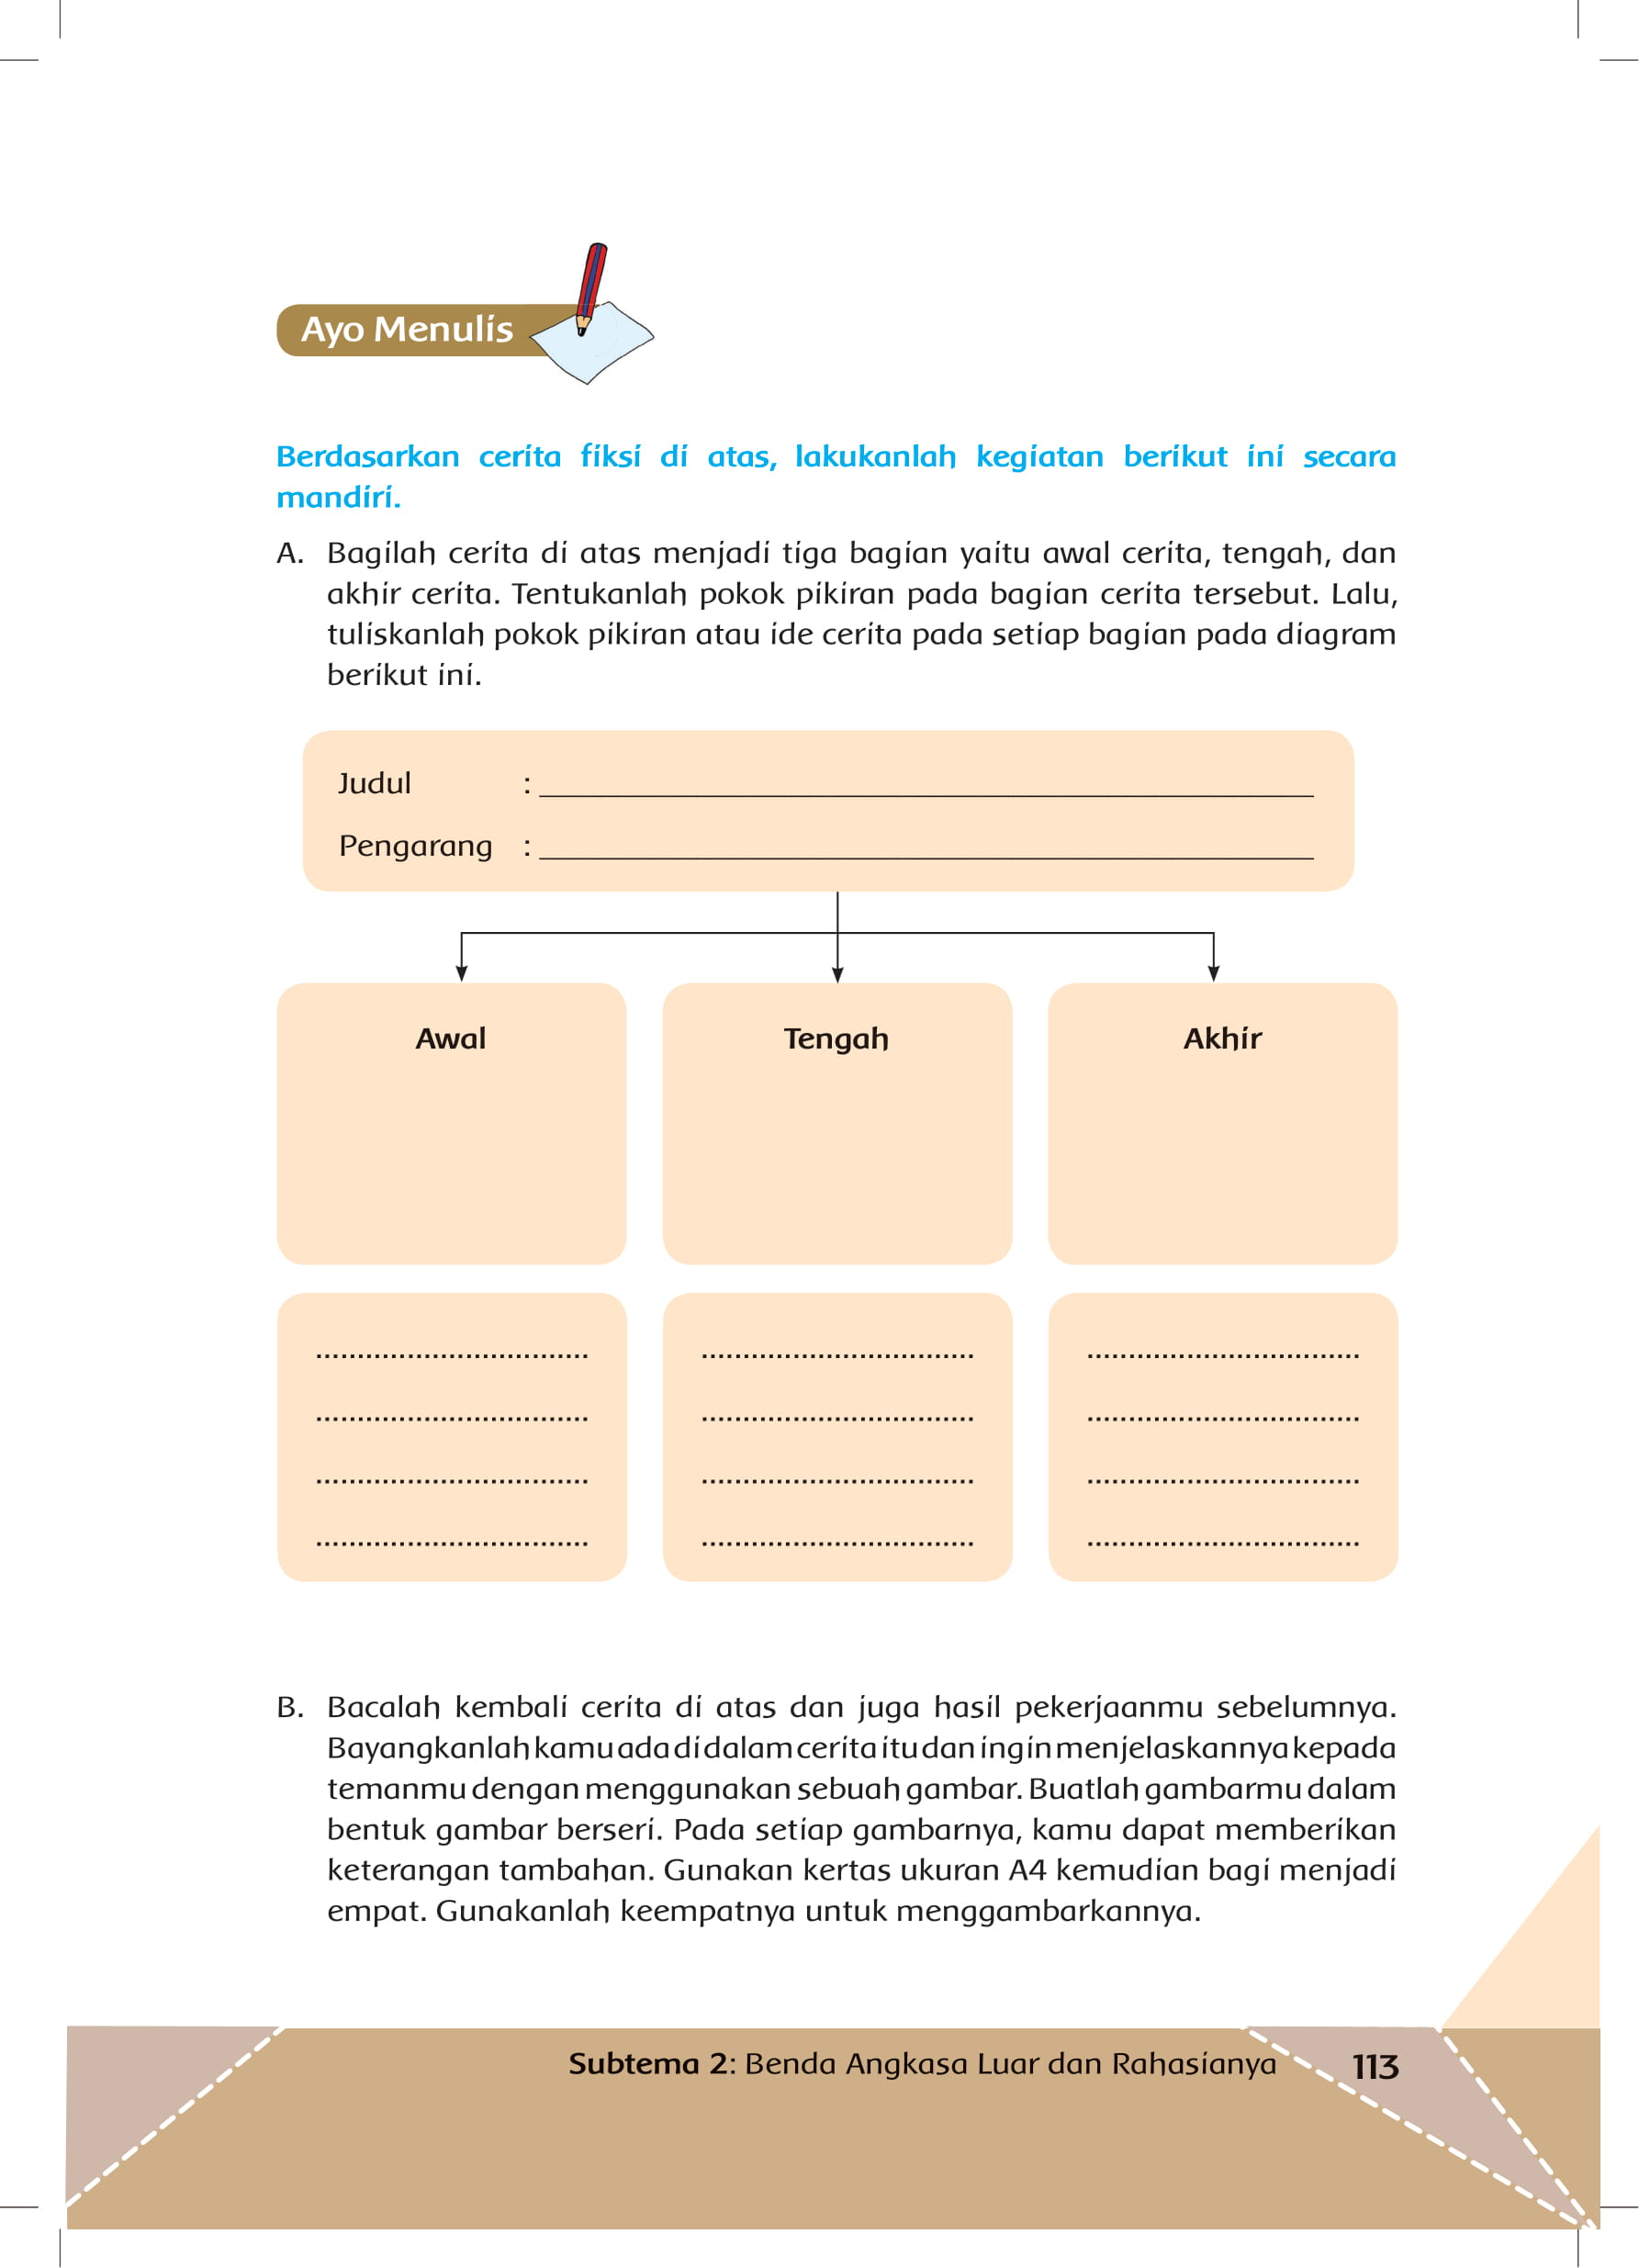 Ayo Menulis
Berdasarkan cerita fiksi di atas, lakukanlah kegiatan berikut ini secara
mandiri.
A. Bagilah cerita di atas menjadi tiga bagian yaitu awal cerita, tengah, dan
akhir cerita. Tentukanlah pokok pikiran pada bagian cerita tersebut. Lalu,
tuliskanlah pokok pikiran atau ide cerita pada setiap bagian pada diagram
berikut ini.
Judul : ______________________________
Pengarang : ______________________________
Awal Tengah Akhir
................................. ................................. .................................
................................. ................................. .................................
................................. ................................. .................................
................................. ................................. .................................
B. Bacalah kembali cerita di atas dan juga hasil pekerjaanmu sebelumnya.
Bayangkanlah kamu ada di dalam cerita itu dan ingin menjelaskannya kepada
temanmu dengan menggunakan sebuah gambar. Buatlah gambarmu dalam
bentuk gambar berseri. Pada setiap gambarnya, kamu dapat memberikan
keterangan tambahan. Gunakan kertas ukuran A4 kemudian bagi menjadi
empat. Gunakanlah keempatnya untuk menggambarkannya.
Subtema 2: Benda Angkasa Luar dan Rahasianya 113